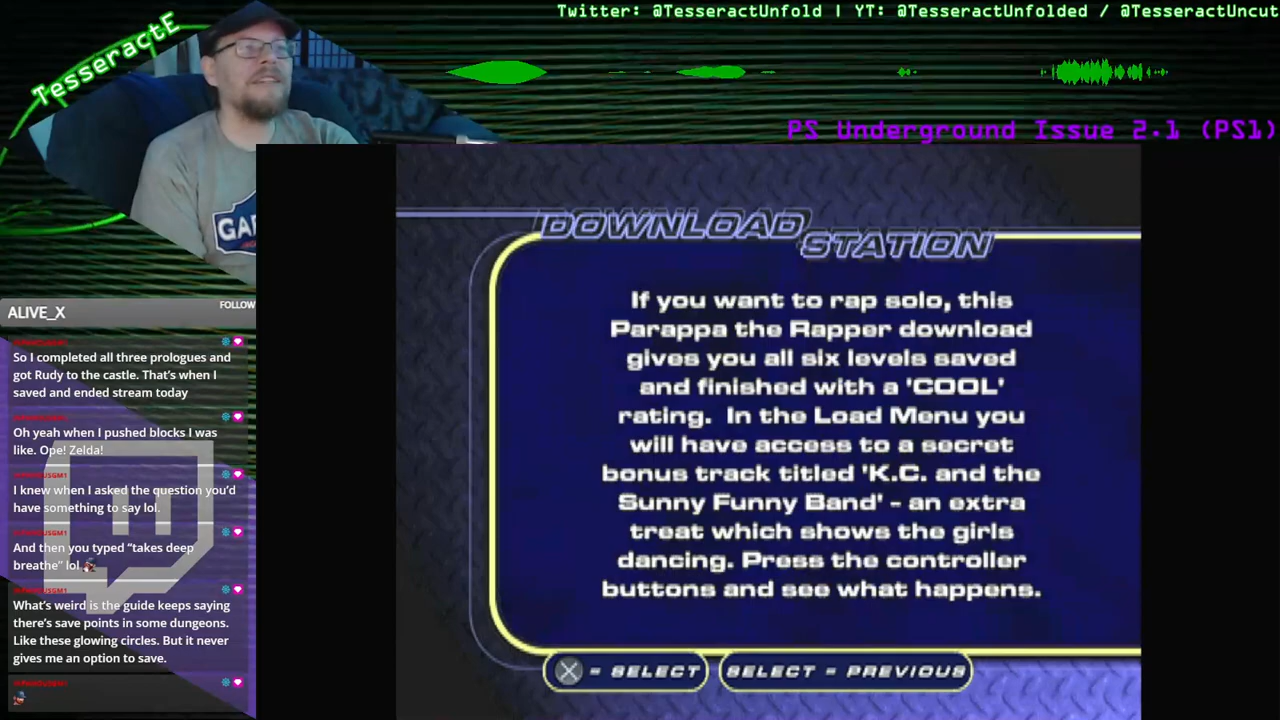 Twitter: @TesseractUnfold | YT: @TesseractUnfolded / @TesseractUncut
TesseractE
PS Underground Issue 2.1 (PS1)
GAR
DOWNLOAD
STATION
If you want to rap solo, this
Parappa the Rapper download
gives you all six levels saved
and finished with a 'COOL'
rating. In the Load Menu you
will have access to a secret
bonus track titled 'K.C. and the
Sunny Funny Band' - an extra
treat which shows the girls
dancing. Press the controller
buttons and see what happens.
= SELECT
SELECT = PREVIOUS
ALIVE_X
FOLLOW
So I completed all three prologues and
got Rudy to the castle. That's when I
saved and ended stream today
Oh yeah when I pushed blocks I was
like. Ope! Zelda!
I knew when I asked the question you'd
have something to say lol.
And then you typed “takes deep
breathe” lol
What's weird is the guide keeps saying
there's save points in some dungeons.
Like these glowing circles. But it never
gives me an option to save.